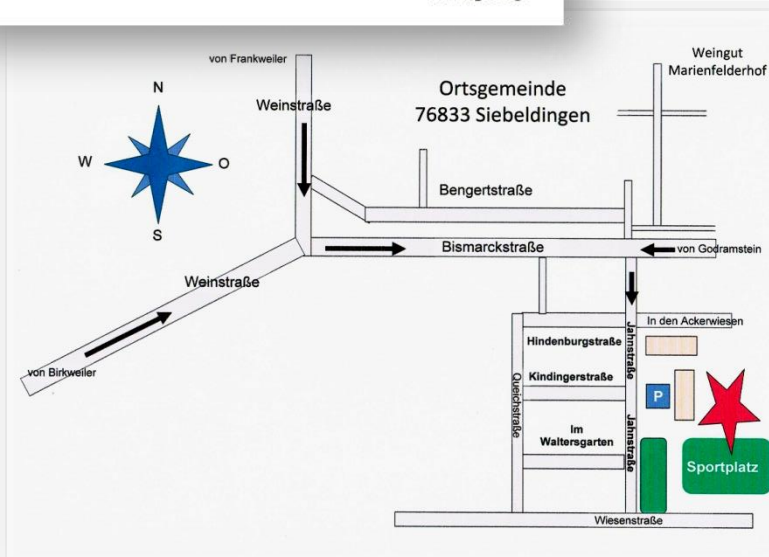 von Frankweiler
Weingut
Marienfelderhof
N
Weinstraße
Ortsgemeinde
76833 Siebeldingen
W
O
Bengertstraße
S
Bismarckstraße
von Godramstein
Weinstraße
In den Ackerwiesen
Hindenburgstraße
Jahnstraße
von Birkweiler
Kindingerstraße
Queichstraße
P
Im
Waltersgarten
Jahnstraße
Sportplatz
Wiesenstraße